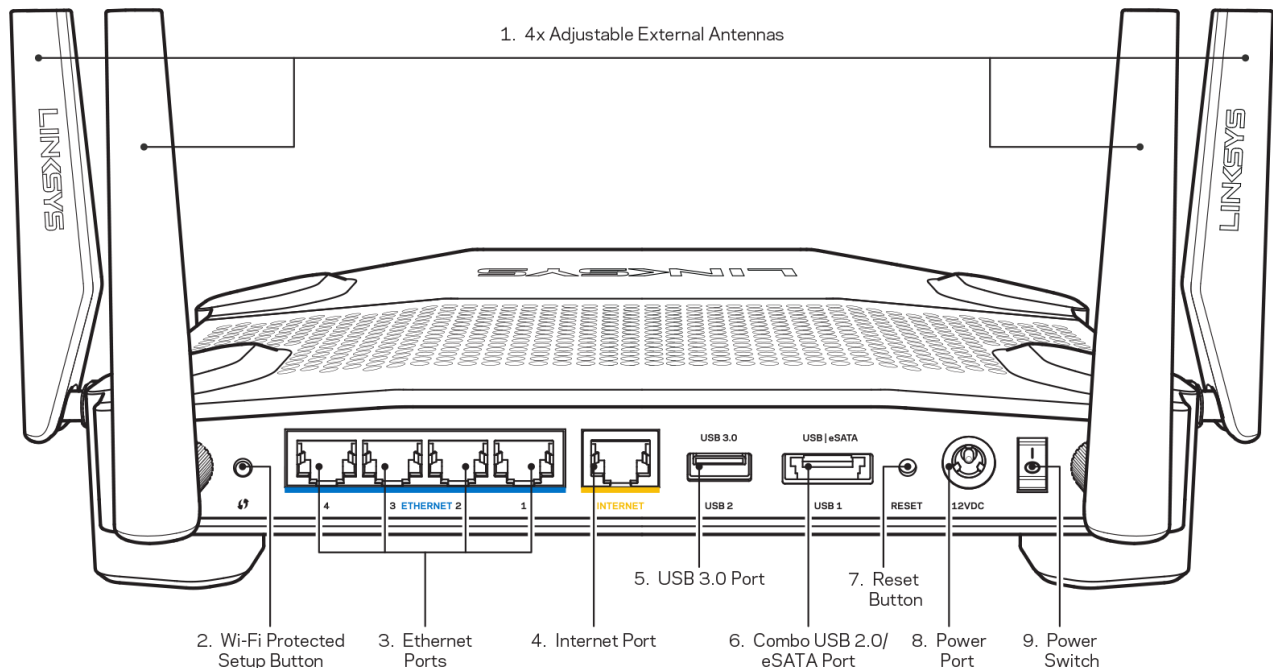 1. 4x Adjustable External Antennas
LINKSYS
LINKSYS
LINKSYS
USB 3.0
USB | eSATA
4
3 ETHERNET 2
1
INTERNET
USB 2
USB 1
RESET
12VDC
5. USB 3.0 Port
7. Reset
Button
2. Wi-Fi Protected
Setup Button
3. Ethernet
Ports
4. Internet Port
6. Combo USB 2.0/
eSATA Port
8. Power
Port
9. Power
Switch